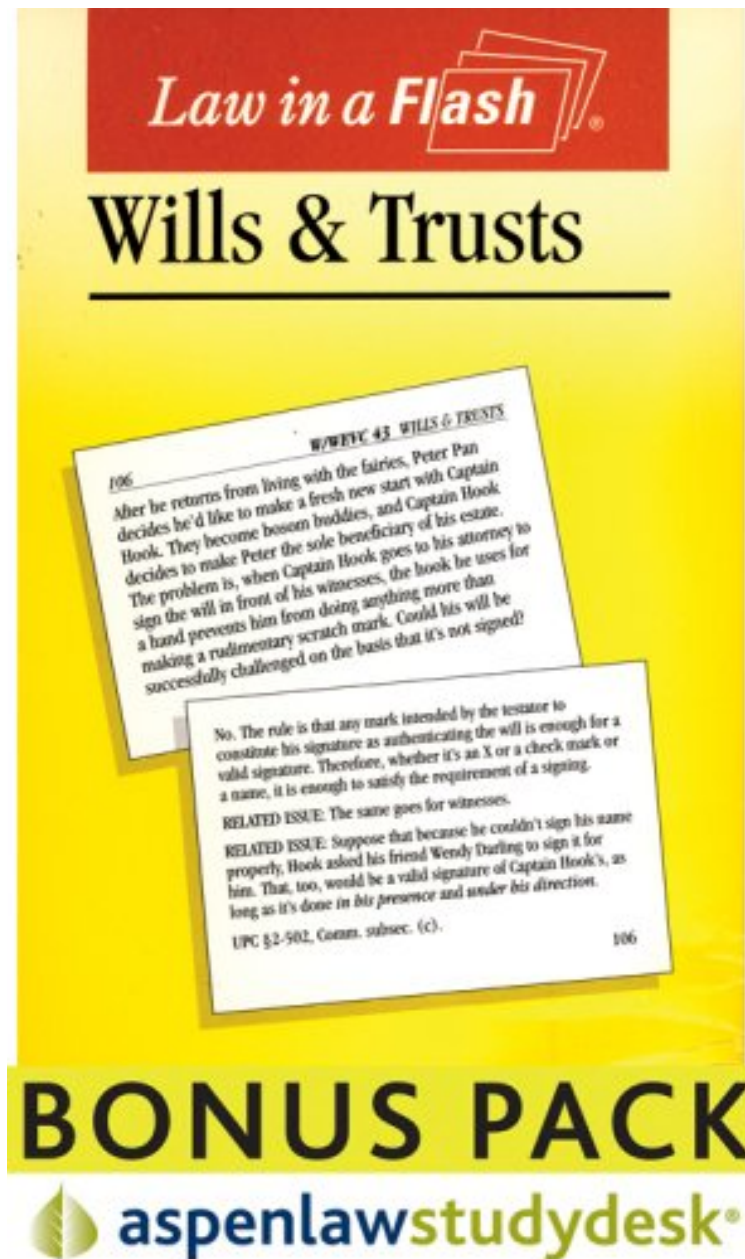 Law in a Flash®
Wills & Trusts
106 W/WEVC 43 WILLS & TRUSTS
After he returns from living with the fairies, Peter Pan
decides he'd like to make a fresh new start with Captain
Hook. They become bosom buddies, and Captain Hook
decides to make Peter the sole beneficiary of his estate.
The problem is, when Captain Hook goes to his attorney to
sign the will in front of his witnesses, the hook he uses for
a hand prevents him from doing anything more than
making a rudimentary scratch mark. Could his will be
successfully challenged on the basis that it's not signed?
No. The rule is that any mark intended by the testator to
constitute his signature as authenticating the will is enough for a
valid signature. Therefore, whether it's an X or a check mark or
a name, it is enough to satisfy the requirement of a signing.
RELATED ISSUE: The same goes for witnesses.
RELATED ISSUE: Suppose that because he couldn't sign his name
properly, Hook asked his friend Wendy Darling to sign it for
him. That, too, would be a valid signature of Captain Hook's, as
long as it's done in his presence and under his direction.
UPC §2-502, Comm. subsec. (c).
106
BONUS PACK
aspenlawstudydesk®